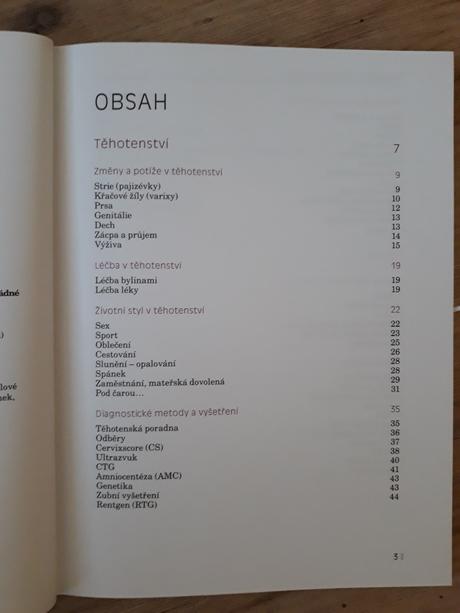 ádné
)
lové
nek,
OBSAH
Těhotenství 7
Změny a potíže v těhotenství 9
Strie (pajizévky) 9
Křečové žíly (varixy) 10
Prsa 12
Genitálie 13
Dech 13
Zácpa a průjem 14
Výživa 15
Léčba v těhotenství 19
Léčba bylinami 19
Léčba léky 19
Životní styl v těhotenství 22
Sex 22
Sport 23
Oblečení 25
Cestování 26
Slunění – opalování 28
Spánek 28
Zaměstnání, mateřská dovolená 29
Pod čarou... 31
Diagnostické metody a vyšetření 35
Těhotenská poradna 35
Odběry 36
Cervixscore (CS) 37
Ultrazvuk 38
CTG 40
Amniocentéza (AMC) 41
Genetika 43
Zubní vyšetření 43
Rentgen (RTG) 44
3